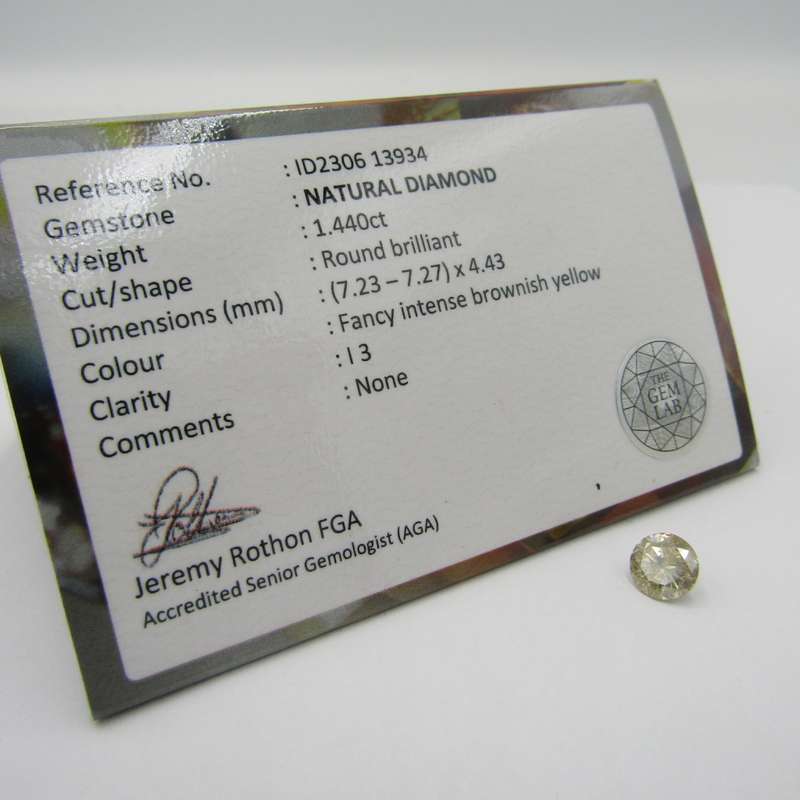 Reference No. : ID2306 13934
Gemstone : NATURAL DIAMOND
Weight : 1.440ct
Cut/shape : Round brilliant
Dimensions (mm) : (7.23 – 7.27) x 4.43
Colour : Fancy intense brownish yellow
Clarity : I 3
Comments : None
THE
GEM
LAB
Jeremy Rothon FGA
Accredited Senior Gemologist (AGA)